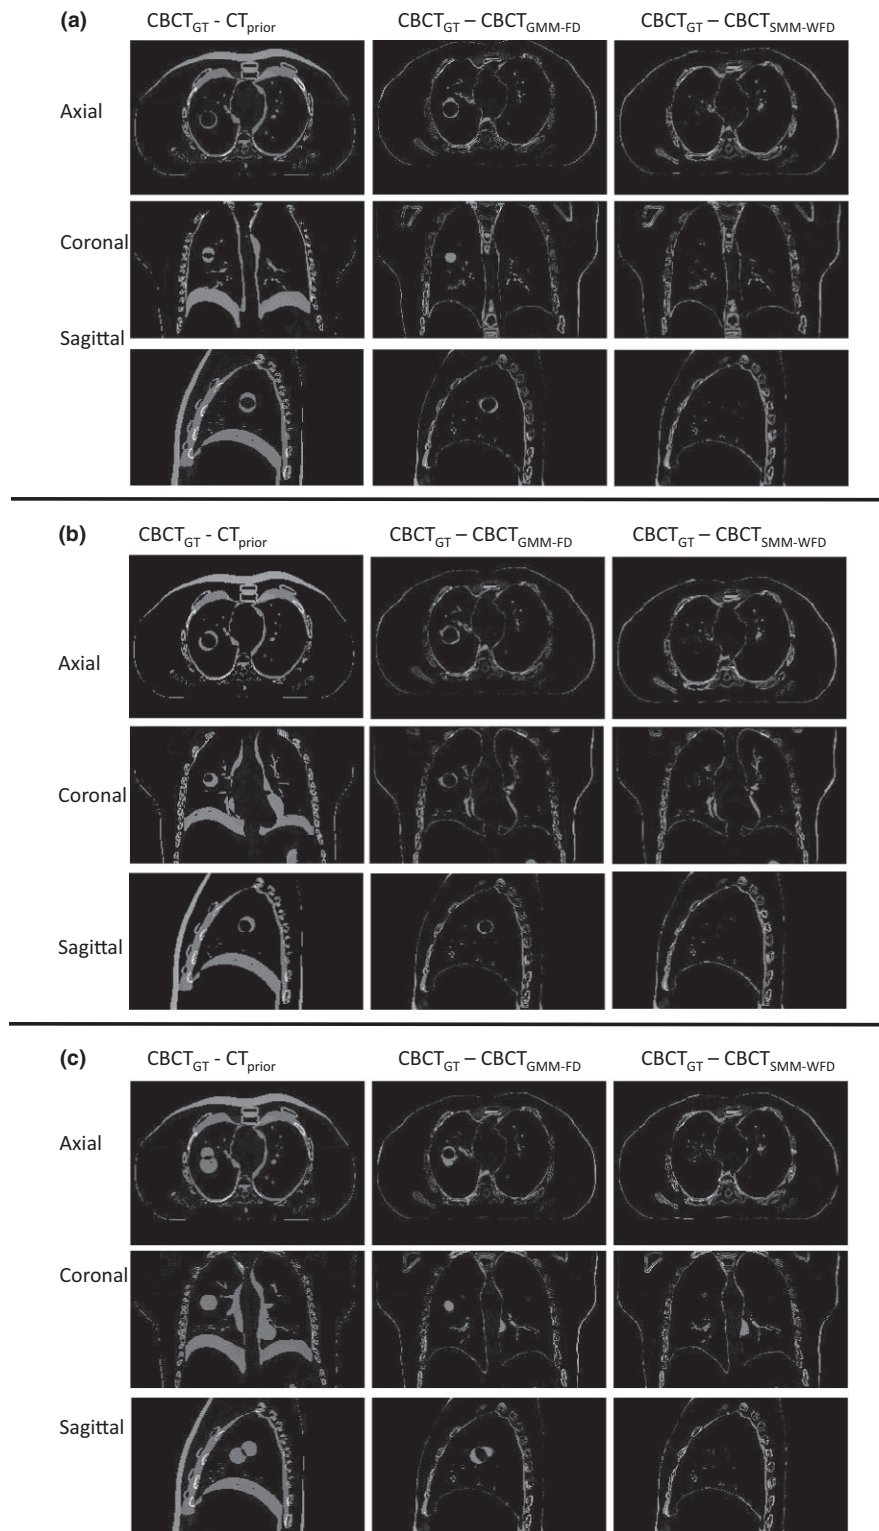 (a) CBCT_GT - CT_prior CBCT_GT – CBCT_GMM-FD CBCT_GT – CBCT_SMM-WFD
Axial
Coronal
Sagittal
(b) CBCT_GT - CT_prior CBCT_GT – CBCT_GMM-FD CBCT_GT – CBCT_SMM-WFD
Axial
Coronal
Sagittal
(c) CBCT_GT - CT_prior CBCT_GT – CBCT_GMM-FD CBCT_GT – CBCT_SMM-WFD
Axial
Coronal
Sagittal